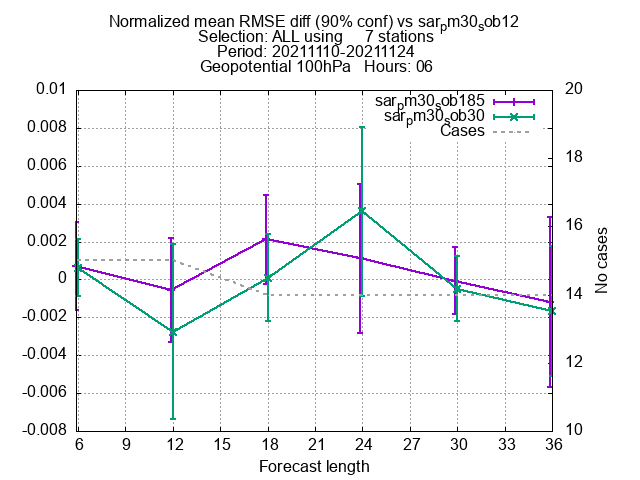 Normalized mean RMSE diff (90% conf) vs sarpm30sob12
Selection: ALL using 7 stations
Period: 20211110-20211124
Geopotential 100hPa Hours: 06
sarpm30sob185
sarpm30sob30
Cases
0.01
0.008
0.006
0.004
0.002
0
-0.002
-0.004
-0.006
-0.008
20
18
16
14
12
10
No cases
6 9 12 15 18 21 24 27 30 33 36
Forecast length